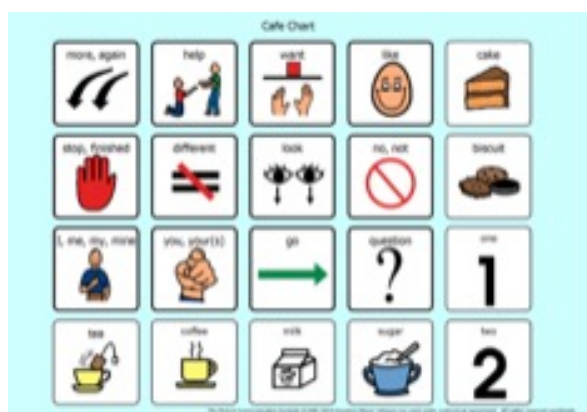 Cafe Chart
more, again help want like cake
stop, finished different look no, not biscuit
I, me, my, mine you, your(s) go question one
?
1
tea coffee milk sugar two
2